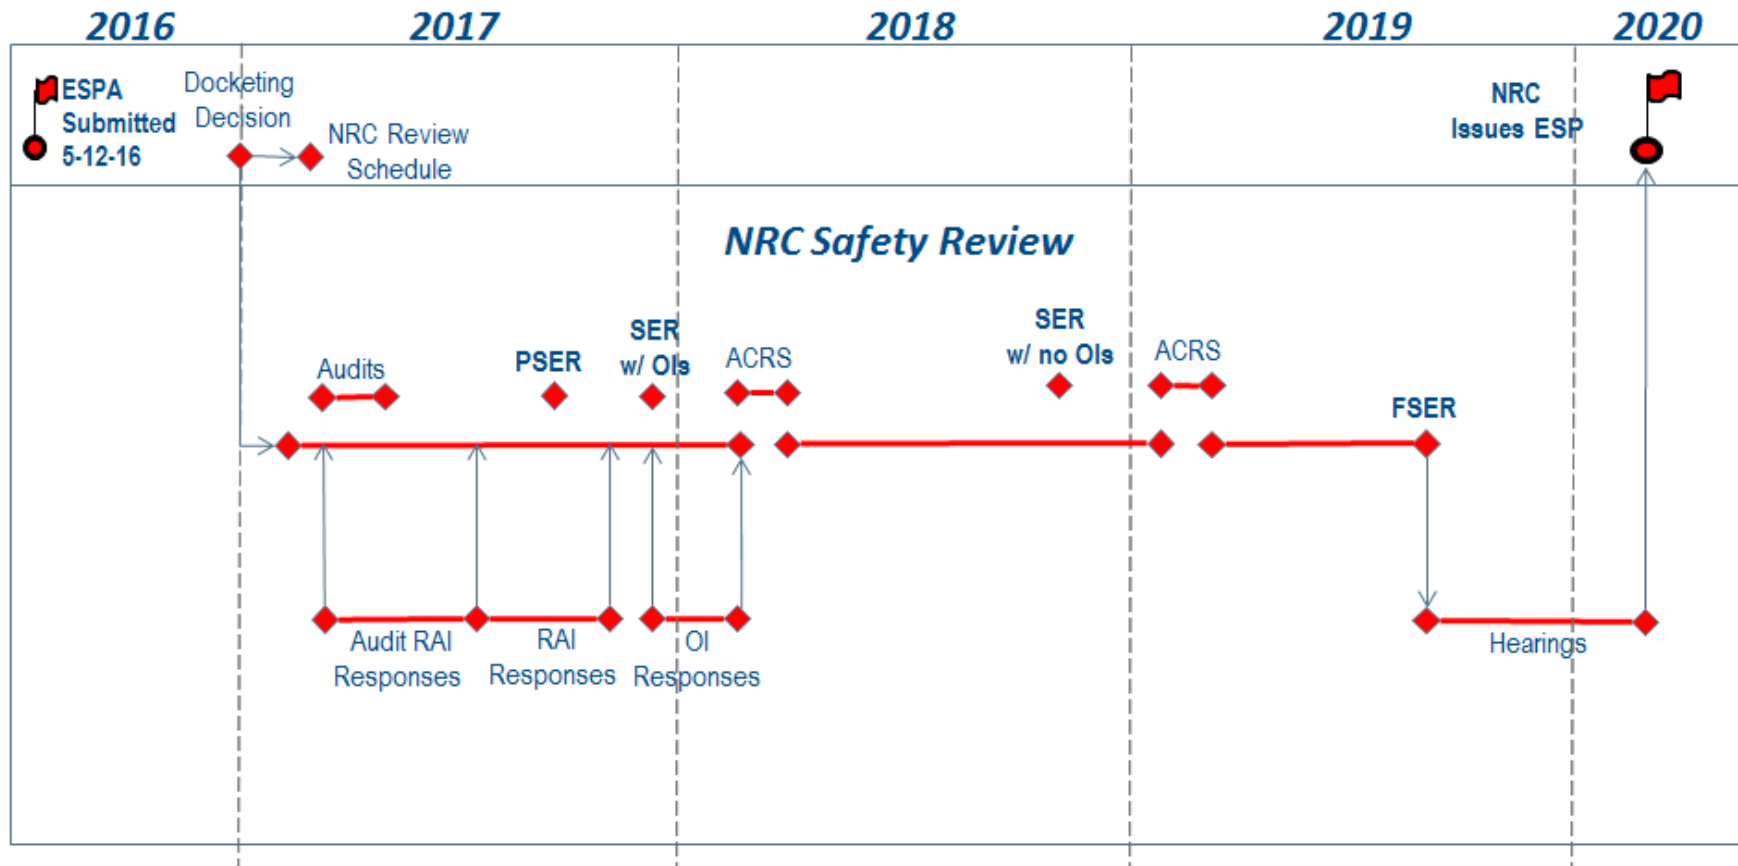 2016
2017
2018
2019
2020
ESPA
Submitted
5-12-16
Docketing
Decision
NRC Review
Schedule
NRC
Issues ESP
NRC Safety Review
Audits
PSER
SER
w/ OIs
ACRS
SER
w/ no OIs
ACRS
FSER
Audit RAI
Responses
RAI
Responses
OI
Responses
Hearings